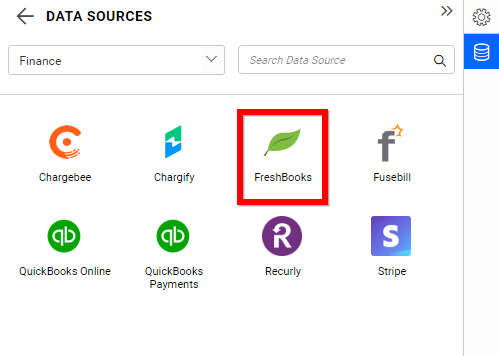 DATA SOURCES
Finance
Search Data Source
Chargebee
Chargify
FreshBooks
Fusebill
QuickBooks Online
QuickBooks
Payments
Recurly
Stripe